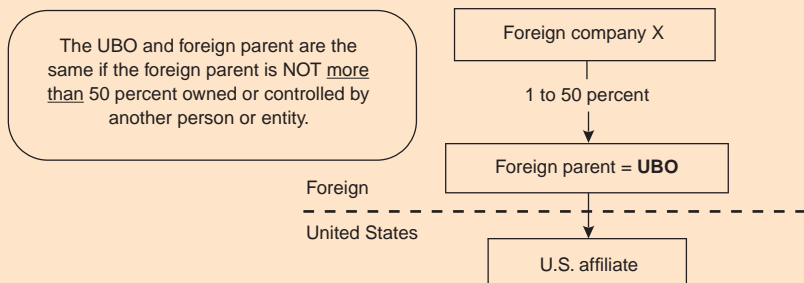 The UBO and foreign parent are the
same if the foreign parent is NOT more
than 50 percent owned or controlled by
another person or entity.
Foreign company X
1 to 50 percent
Foreign parent = UBO
Foreign
United States
U.S. affiliate